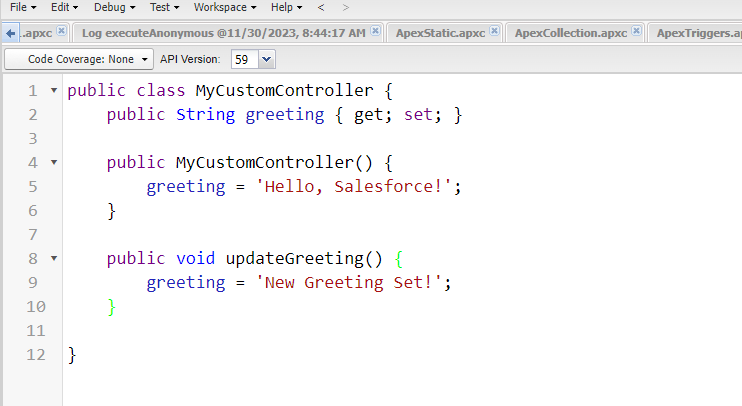 File Edit Debug Test Workspace Help < >
.apxc Log executeAnonymous @11/30/2023, 8:44:17 AM ApexStatic.apxc ApexCollection.apxc ApexTriggers.ap
Code Coverage: None API Version: 59
1 public class MyCustomController {
2 public String greeting { get; set; }
3
4 public MyCustomController() {
5 greeting = 'Hello, Salesforce!';
6 }
7
8 public void updateGreeting() {
9 greeting = 'New Greeting Set!';
10 }
11
12 }